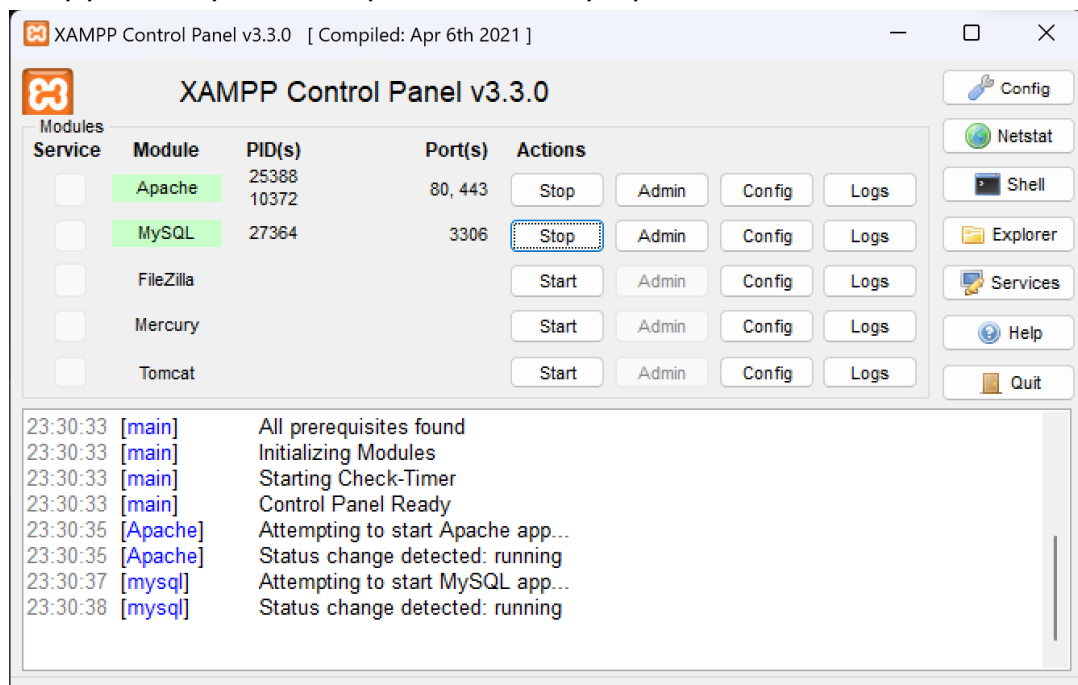 XAMPP Control Panel v3.3.0 [ Compiled: Apr 6th 2021 ]
XAMPP Control Panel v3.3.0
Config
Modules
Netstat
Service Module PID(s) Port(s) Actions
Apache 25388 10372 80, 443 Stop Admin Config Logs
Shell
MySQL 27364 3306 Stop Admin Config Logs
Explorer
FileZilla Start Admin Config Logs
Services
Mercury Start Admin Config Logs
Help
Tomcat Start Admin Config Logs
Quit
23:30:33 [main] All prerequisites found
23:30:33 [main] Initializing Modules
23:30:33 [main] Starting Check-Timer
23:30:33 [main] Control Panel Ready
23:30:35 [Apache] Attempting to start Apache app...
23:30:35 [Apache] Status change detected: running
23:30:37 [mysql] Attempting to start MySQL app...
23:30:38 [mysql] Status change detected: running